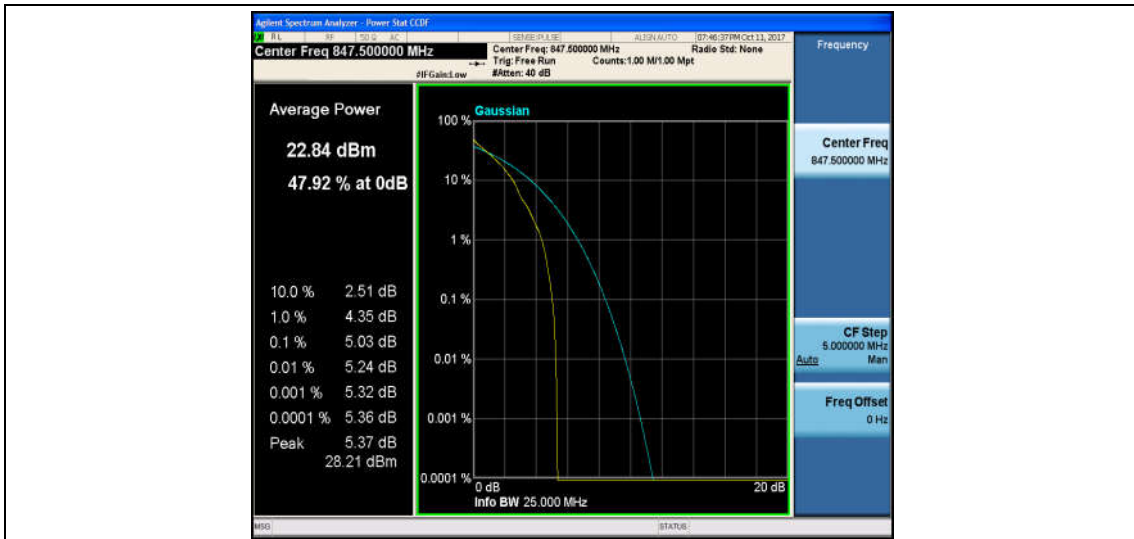 Agilent Spectrum Analyzer - Power Stat CCDF
RL RF 50 Ω AC SENSE:PULSE ALIGNAUTO 07:46:37PM Oct 11, 2017
Center Freq 847.500000 MHz
Center Freq: 847.500000 MHz Radio Std: None
Trig: Free Run Counts:1.00 M/1.00 Mpt
#IFGain:Low #Atten: 40 dB
Frequency
Average Power
22.84 dBm
47.92 % at 0dB
10.0 % 2.51 dB
1.0 % 4.35 dB
0.1 % 5.03 dB
0.01 % 5.24 dB
0.001 % 5.32 dB
0.0001 % 5.36 dB
Peak 5.37 dB
28.21 dBm
Gaussian
100 %
10 %
1 %
0.1 %
0.01 %
0.001 %
0.0001 %
0 dB 20 dB
Info BW 25.000 MHz
Center Freq
847.500000 MHz
CF Step
5.000000 MHz
Auto Man
Freq Offset
0 Hz
MSG STATUS